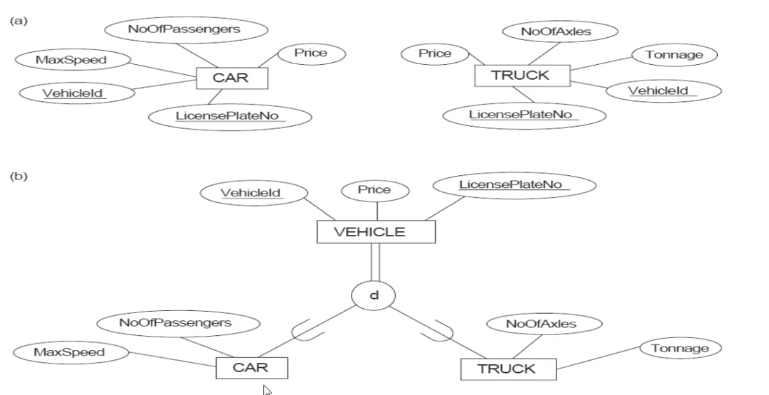 (a)
NoOfPassengers
MaxSpeed
Price
CAR
VehicleId
LicensePlateNo
NoOfAxles
Price
Tonnage
TRUCK
VehicleId
LicensePlateNo
(b)
VehicleId
Price
LicensePlateNo
VEHICLE
d
NoOfPassengers
MaxSpeed
CAR
NoOfAxles
Tonnage
TRUCK